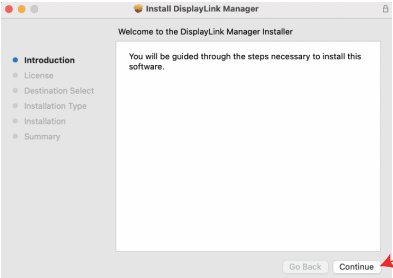 Install DisplayLink Manager
Welcome to the DisplayLink Manager Installer
Introduction
License
Destination Select
Installation Type
Installation
Summary
You will be guided through the steps necessary to install this
software.
Go Back
Continue